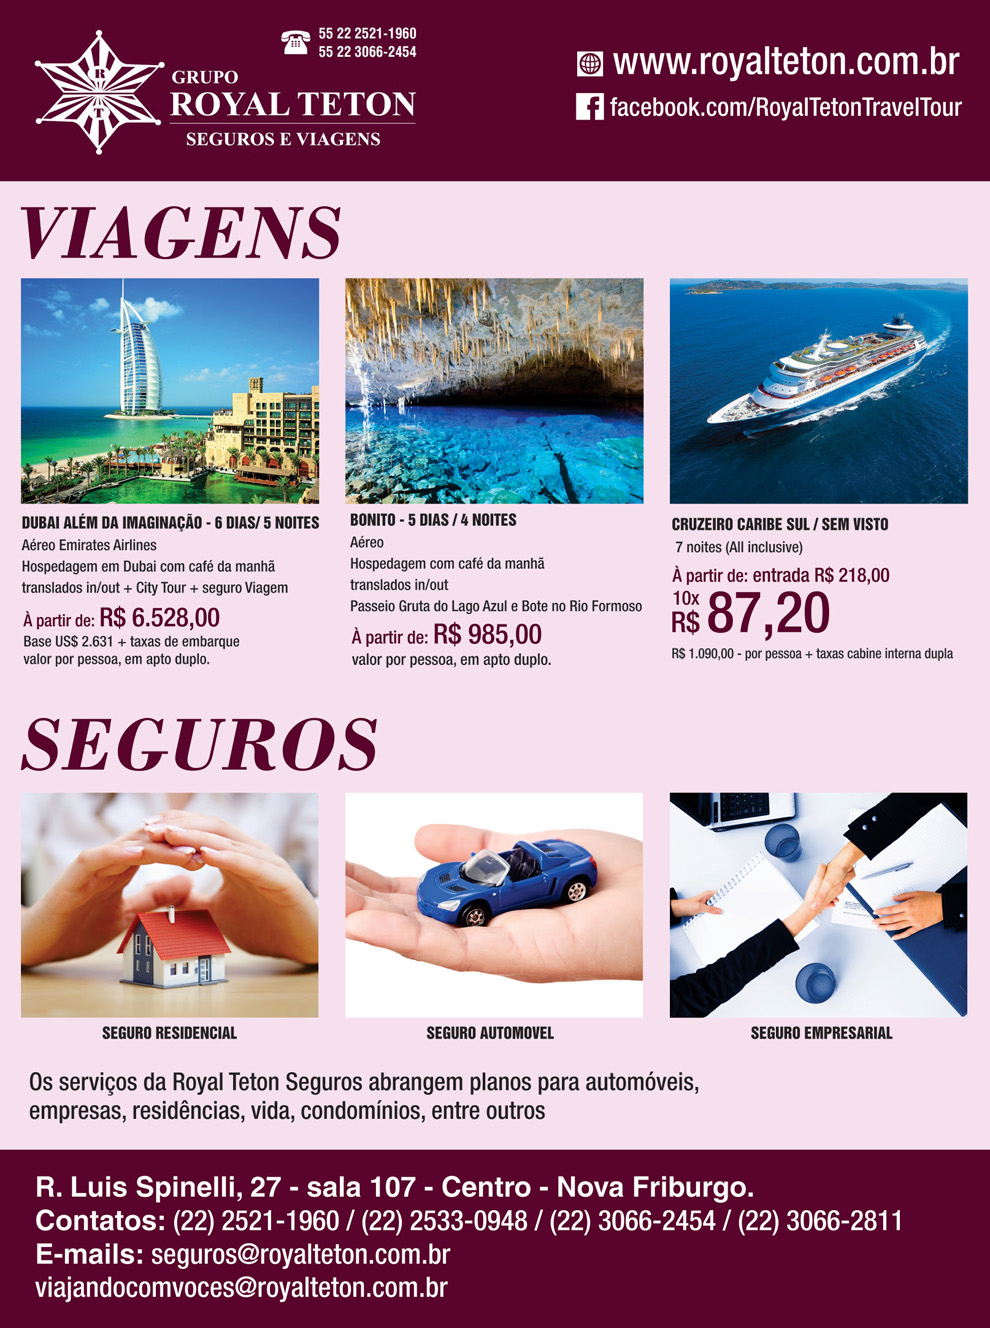 55 22 2521-1960
55 22 3066-2454
GRUPO
ROYAL TETON
SEGUROS E VIAGENS
R
T
www.royalteton.com.br
facebook.com/RoyalTetonTravelTour
VIAGENS
DUBAI ALÉM DA IMAGINAÇÃO - 6 DIAS/ 5 NOITES
Aéreo Emirates Airlines
Hospedagem em Dubai com café da manhã
translados in/out + City Tour + seguro Viagem
À partir de: R$ 6.528,00
Base US$ 2.631 + taxas de embarque
valor por pessoa, em apto duplo.
BONITO - 5 DIAS / 4 NOITES
Aéreo
Hospedagem com café da manhã
translados in/out
Passeio Gruta do Lago Azul e Bote no Rio Formoso
À partir de: R$ 985,00
valor por pessoa, em apto duplo.
CRUZEIRO CARIBE SUL / SEM VISTO
7 noites (All inclusive)
À partir de: entrada R$ 218,00
10x
R$ 87,20
R$ 1.090,00 - por pessoa + taxas cabine interna dupla
SEGUROS
SEGURO RESIDENCIAL
SEGURO AUTOMOVEL
SEGURO EMPRESARIAL
Os serviços da Royal Teton Seguros abrangem planos para automóveis,
empresas, residências, vida, condomínios, entre outros
R. Luis Spinelli, 27 - sala 107 - Centro - Nova Friburgo.
Contatos: (22) 2521-1960 / (22) 2533-0948 / (22) 3066-2454 / (22) 3066-2811
E-mails: seguros@royalteton.com.br
viajandocomvoces@royalteton.com.br